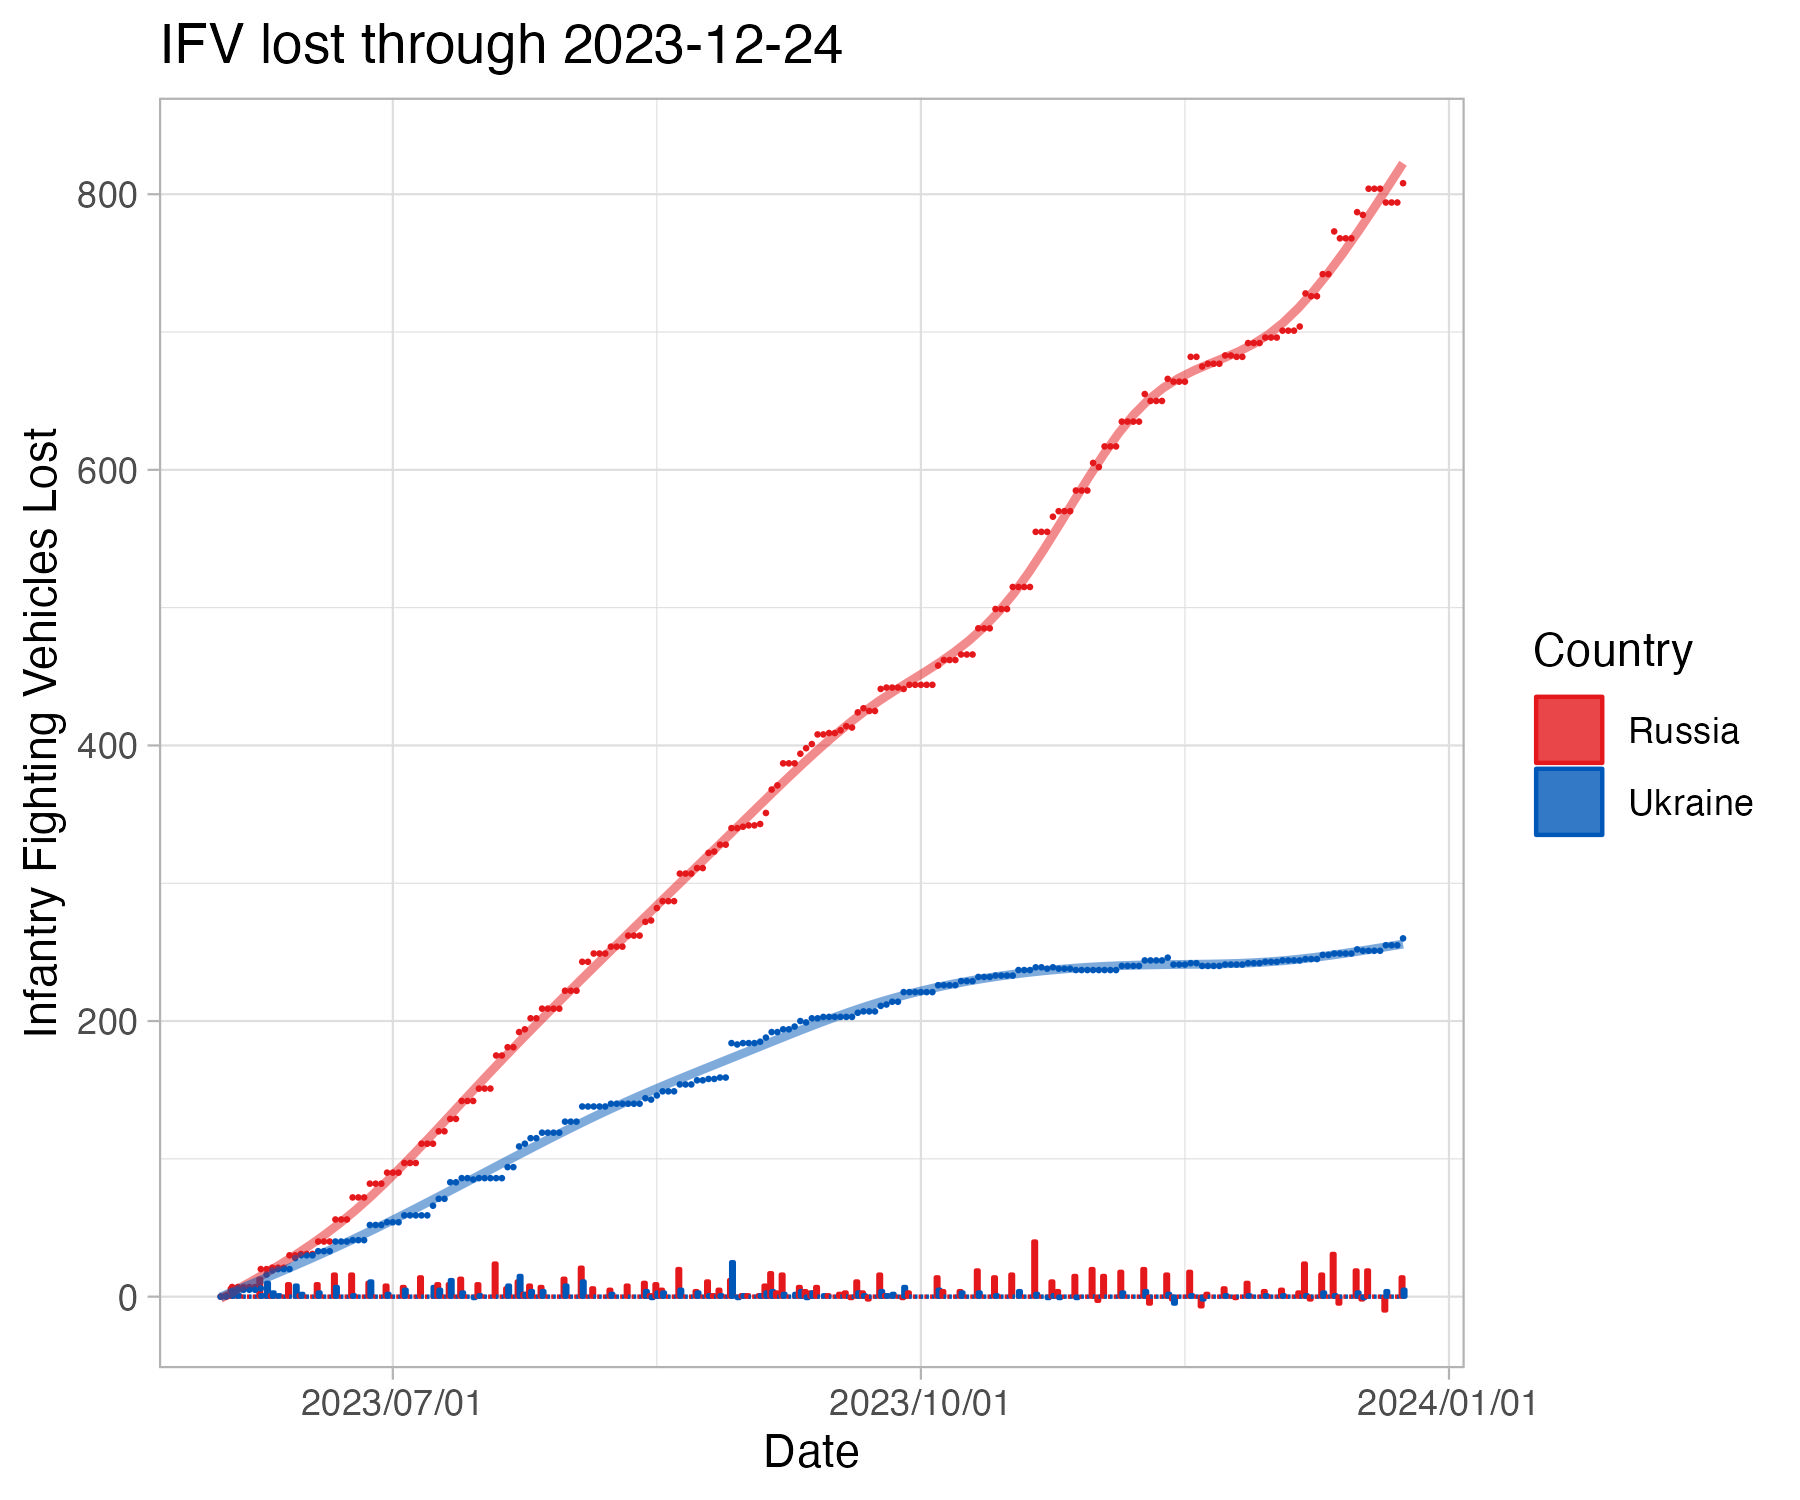 IFV lost through 2023-12-24
Infantry Fighting Vehicles Lost
800
600
400
200
0
2023/07/01
2023/10/01
2024/01/01
Date
Country
Russia
Ukraine